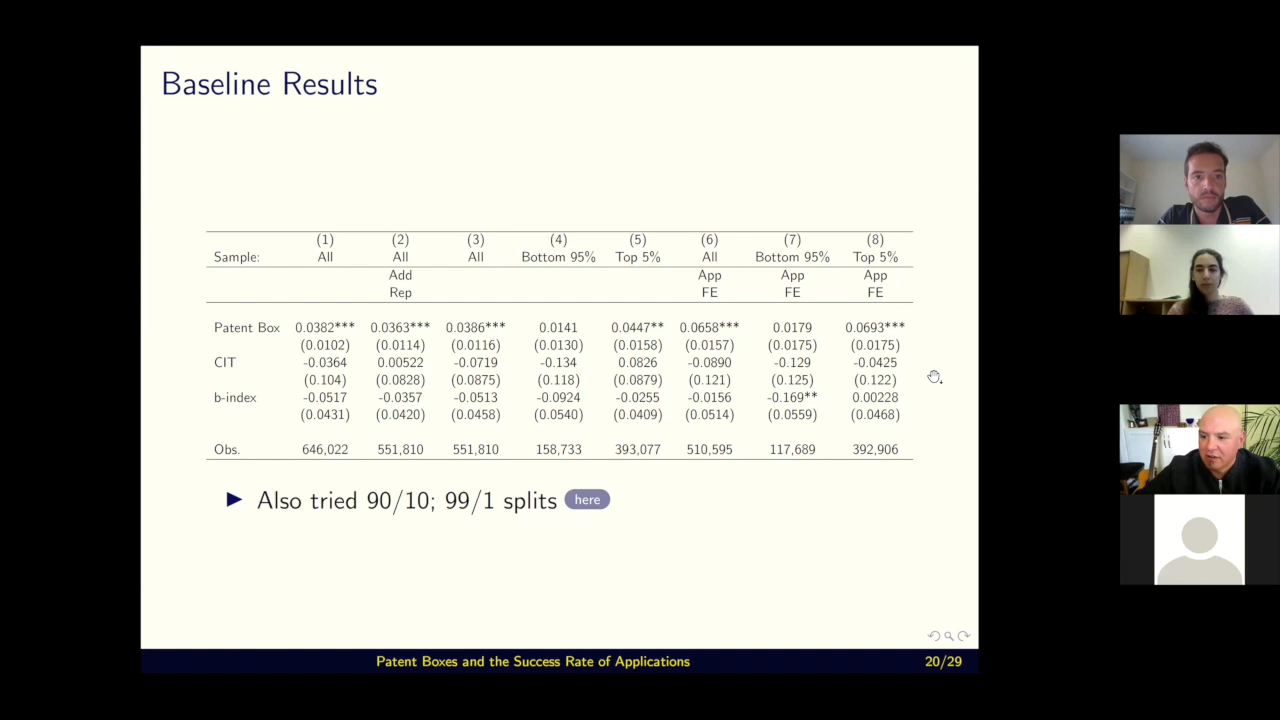 Baseline Results
(1) (2) (3) (4) (5) (6) (7) (8)
Sample: All All All Bottom 95% Top 5% All Bottom 95% Top 5%
Add App App App
Rep FE FE FE
Patent Box 0.0382*** 0.0363*** 0.0386*** 0.0141 0.0447** 0.0658*** 0.0179 0.0693***
(0.0102) (0.0114) (0.0116) (0.0130) (0.0158) (0.0157) (0.0175) (0.0175)
CIT -0.0364 0.00522 -0.0719 -0.134 0.0826 -0.0890 -0.129 -0.0425
(0.104) (0.0828) (0.0875) (0.118) (0.0879) (0.121) (0.125) (0.122)
b-index -0.0517 -0.0357 -0.0513 -0.0924 -0.0255 -0.0156 -0.169** 0.00228
(0.0431) (0.0420) (0.0458) (0.0540) (0.0409) (0.0514) (0.0559) (0.0468)
Obs. 646,022 551,810 551,810 158,733 393,077 510,595 117,689 392,906
► Also tried 90/10; 99/1 splits here
Patent Boxes and the Success Rate of Applications 20/29